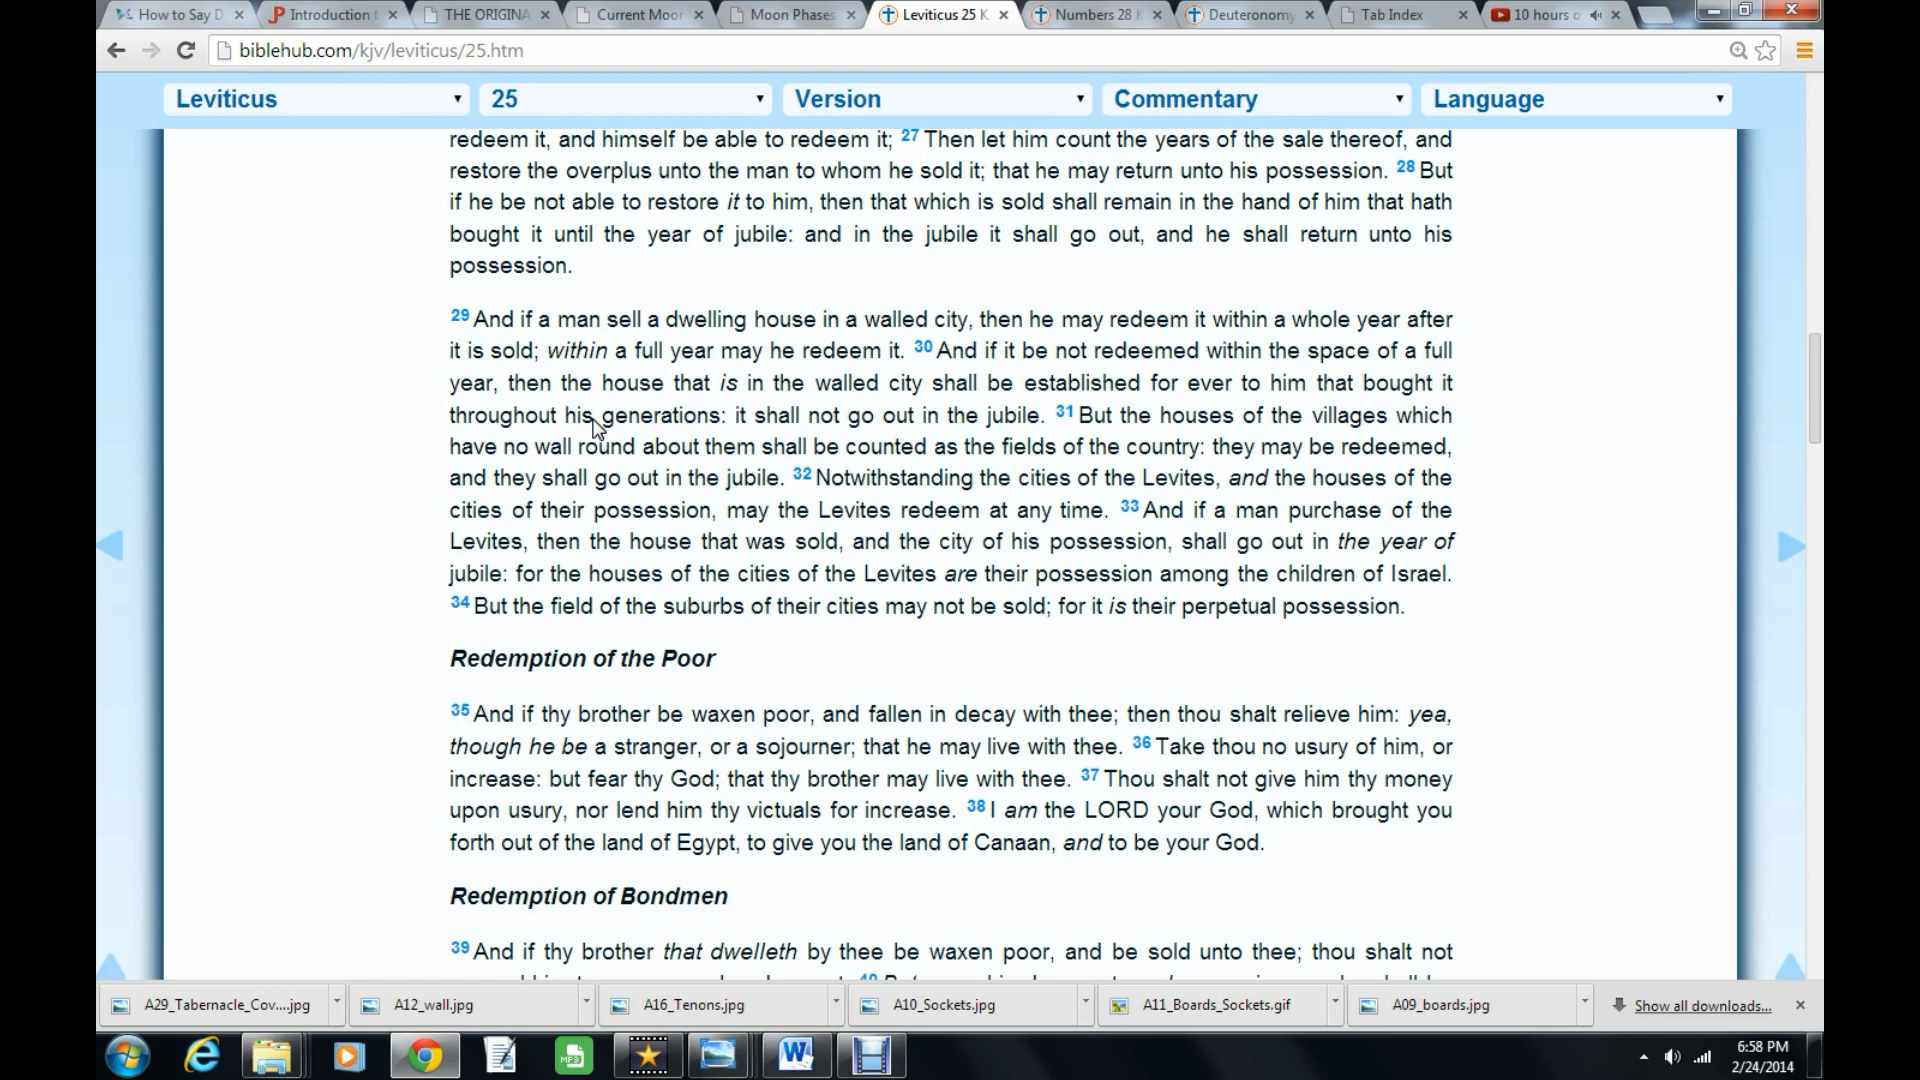 How to Say D
Introduction t
THE ORIGINA
Current Moor
Moon Phases
Leviticus 25 K
Numbers 28 K
Deuteronomy
Tab Index
10 hours o
biblehub.com/kjv/leviticus/25.htm
Leviticus 25 Version Commentary Language
redeem it, and himself be able to redeem it; 27 Then let him count the years of the sale thereof, and
restore the overplus unto the man to whom he sold it; that he may return unto his possession. 28 But
if he be not able to restore it to him, then that which is sold shall remain in the hand of him that hath
bought it until the year of jubile: and in the jubile it shall go out, and he shall return unto his
possession.
29 And if a man sell a dwelling house in a walled city, then he may redeem it within a whole year after
it is sold; within a full year may he redeem it. 30 And if it be not redeemed within the space of a full
year, then the house that is in the walled city shall be established for ever to him that bought it
throughout his generations: it shall not go out in the jubile. 31 But the houses of the villages which
have no wall round about them shall be counted as the fields of the country: they may be redeemed,
and they shall go out in the jubile. 32 Notwithstanding the cities of the Levites, and the houses of the
cities of their possession, may the Levites redeem at any time. 33 And if a man purchase of the
Levites, then the house that was sold, and the city of his possession, shall go out in the year of
jubile: for the houses of the cities of the Levites are their possession among the children of Israel.
34 But the field of the suburbs of their cities may not be sold; for it is their perpetual possession.
Redemption of the Poor
35 And if thy brother be waxen poor, and fallen in decay with thee; then thou shalt relieve him: yea,
though he be a stranger, or a sojourner; that he may live with thee. 36 Take thou no usury of him, or
increase: but fear thy God; that thy brother may live with thee. 37 Thou shalt not give him thy money
upon usury, nor lend him thy victuals for increase. 38 I am the LORD your God, which brought you
forth out of the land of Egypt, to give you the land of Canaan, and to be your God.
Redemption of Bondmen
39 And if thy brother that dwelleth by thee be waxen poor, and be sold unto thee; thou shalt not
A29_Tabernacle_Cov....jpg
A12_wall.jpg
A16_Tenons.jpg
A10_Sockets.jpg
A11_Boards_Sockets.gif
A09_boards.jpg
Show all downloads...
MP3
6:58 PM
2/24/2014